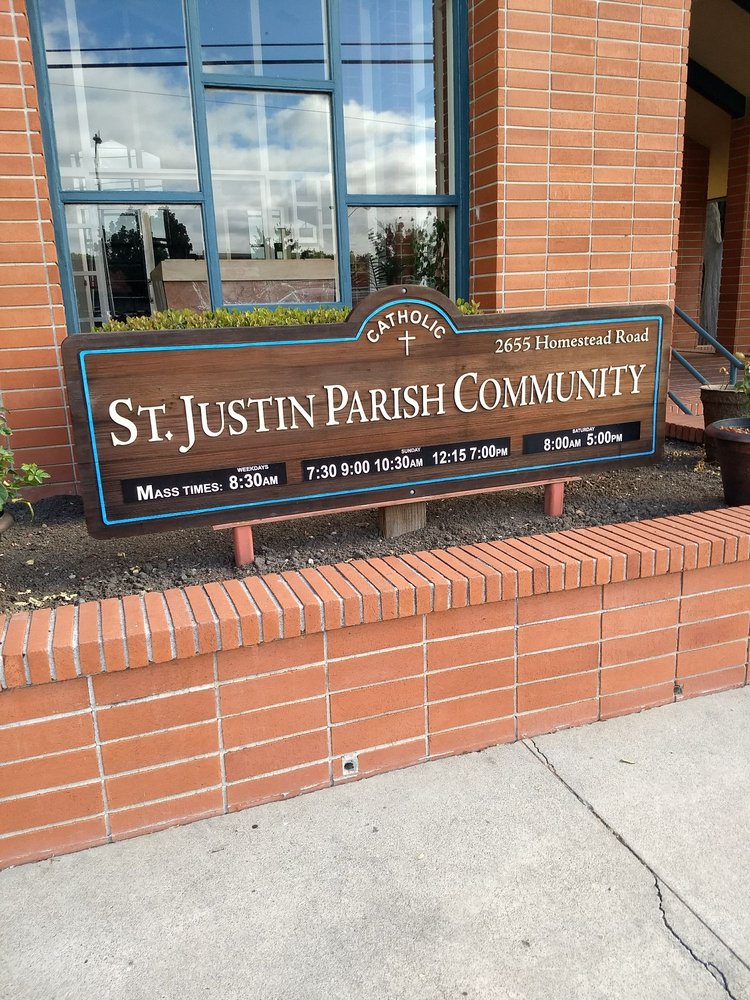 CATHOLIC
2655 Homestead Road
ST. JUSTIN PARISH COMMUNITY
WEEKDAYS SUNDAY SATURDAY
MASS TIMES: 8:30AM 7:30 9:00 10:30AM 12:15 7:00PM 8:00AM 5:00PM